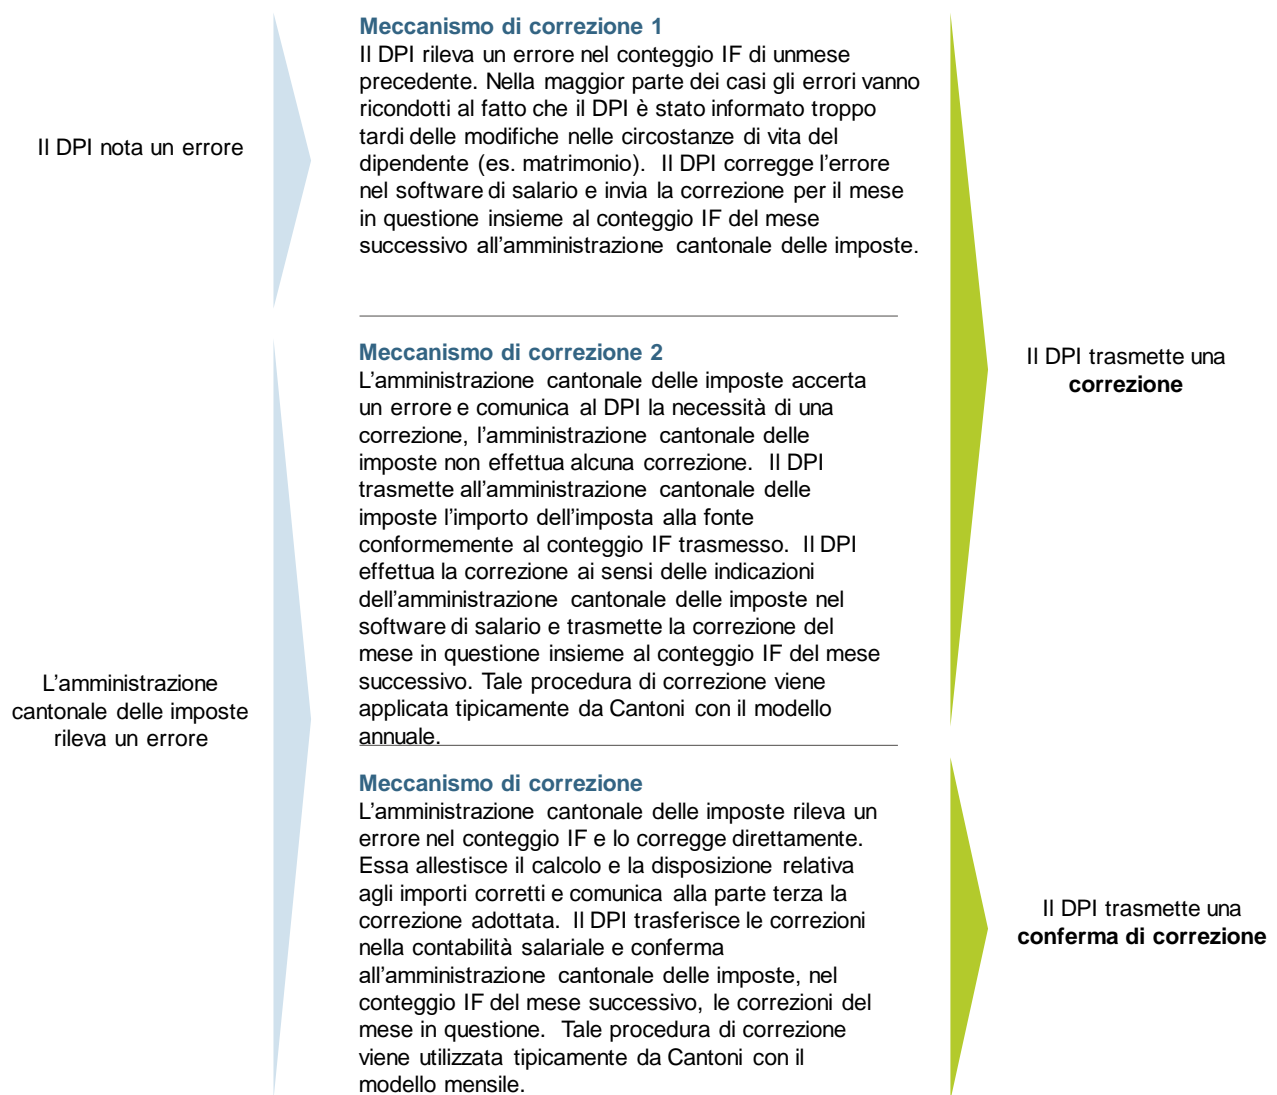 Il DPI nota un errore
Meccanismo di correzione 1
Il DPI rileva un errore nel conteggio IF di unmese
precedente. Nella maggior parte dei casi gli errori vanno
ricondotti al fatto che il DPI è stato informato troppo
tardi delle modifiche nelle circostanze di vita del
dipendente (es. matrimonio). Il DPI corregge l’errore
nel software di salario e invia la correzione per il mese
in questione insieme al conteggio IF del mese
successivo all’amministrazione cantonale delle imposte.
L’amministrazione
cantonale delle imposte
rileva un errore
Meccanismo di correzione 2
L’amministrazione cantonale delle imposte accerta
un errore e comunica al DPI la necessità di una
correzione, l’amministrazione cantonale delle
imposte non effettua alcuna correzione. Il DPI
trasmette all’amministrazione cantonale delle
imposte l’importo dell’imposta alla fonte
conformemente al conteggio IF trasmesso. Il DPI
effettua la correzione ai sensi delle indicazioni
dell’amministrazione cantonale delle imposte nel
software di salario e trasmette la correzione del
mese in questione insieme al conteggio IF del mese
successivo. Tale procedura di correzione viene
applicata tipicamente da Cantoni con il modello
annuale.
Il DPI trasmette una
correzione
Meccanismo di correzione
L’amministrazione cantonale delle imposte rileva un
errore nel conteggio IF e lo corregge direttamente.
Essa allestisce il calcolo e la disposizione relativa
agli importi corretti e comunica alla parte terza la
correzione adottata. Il DPI trasferisce le correzioni
nella contabilità salariale e conferma
all’amministrazione cantonale delle imposte, nel
conteggio IF del mese successivo, le correzioni del
mese in questione. Tale procedura di correzione
viene utilizzata tipicamente da Cantoni con il
modello mensile.
Il DPI trasmette una
conferma di correzione